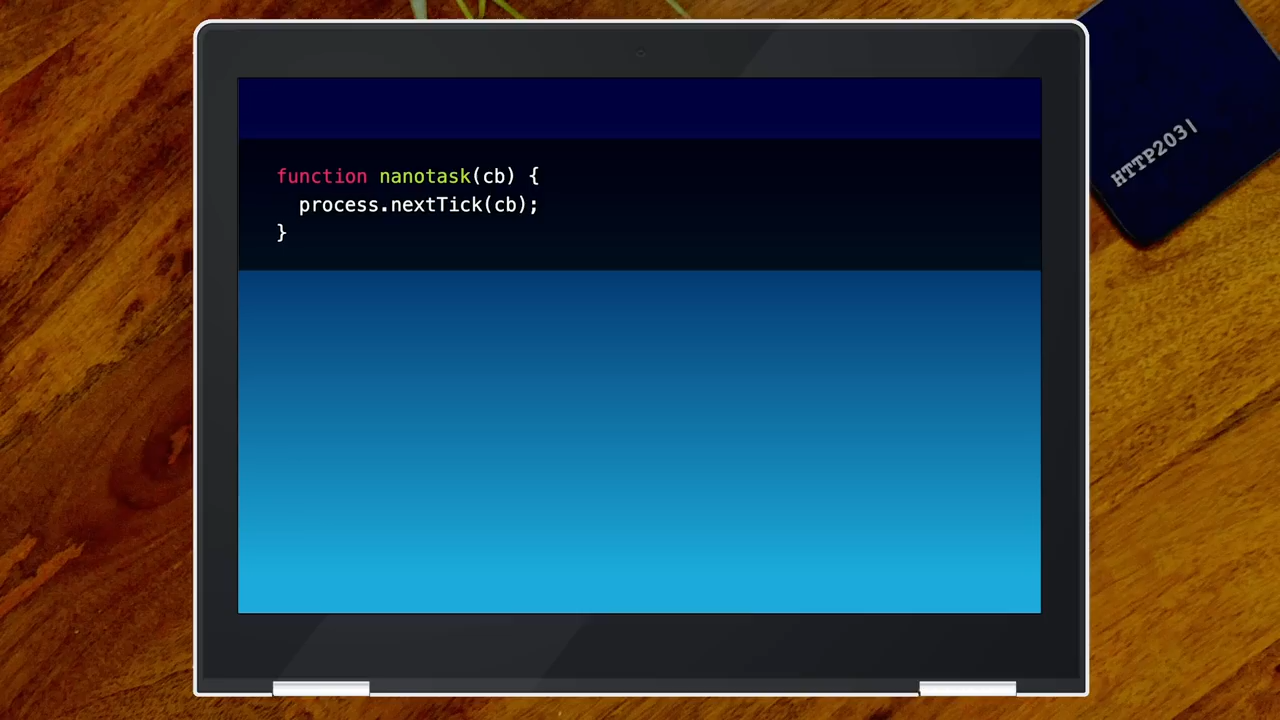 function nanotask(cb) {
  process.nextTick(cb);
}
HTTP203|